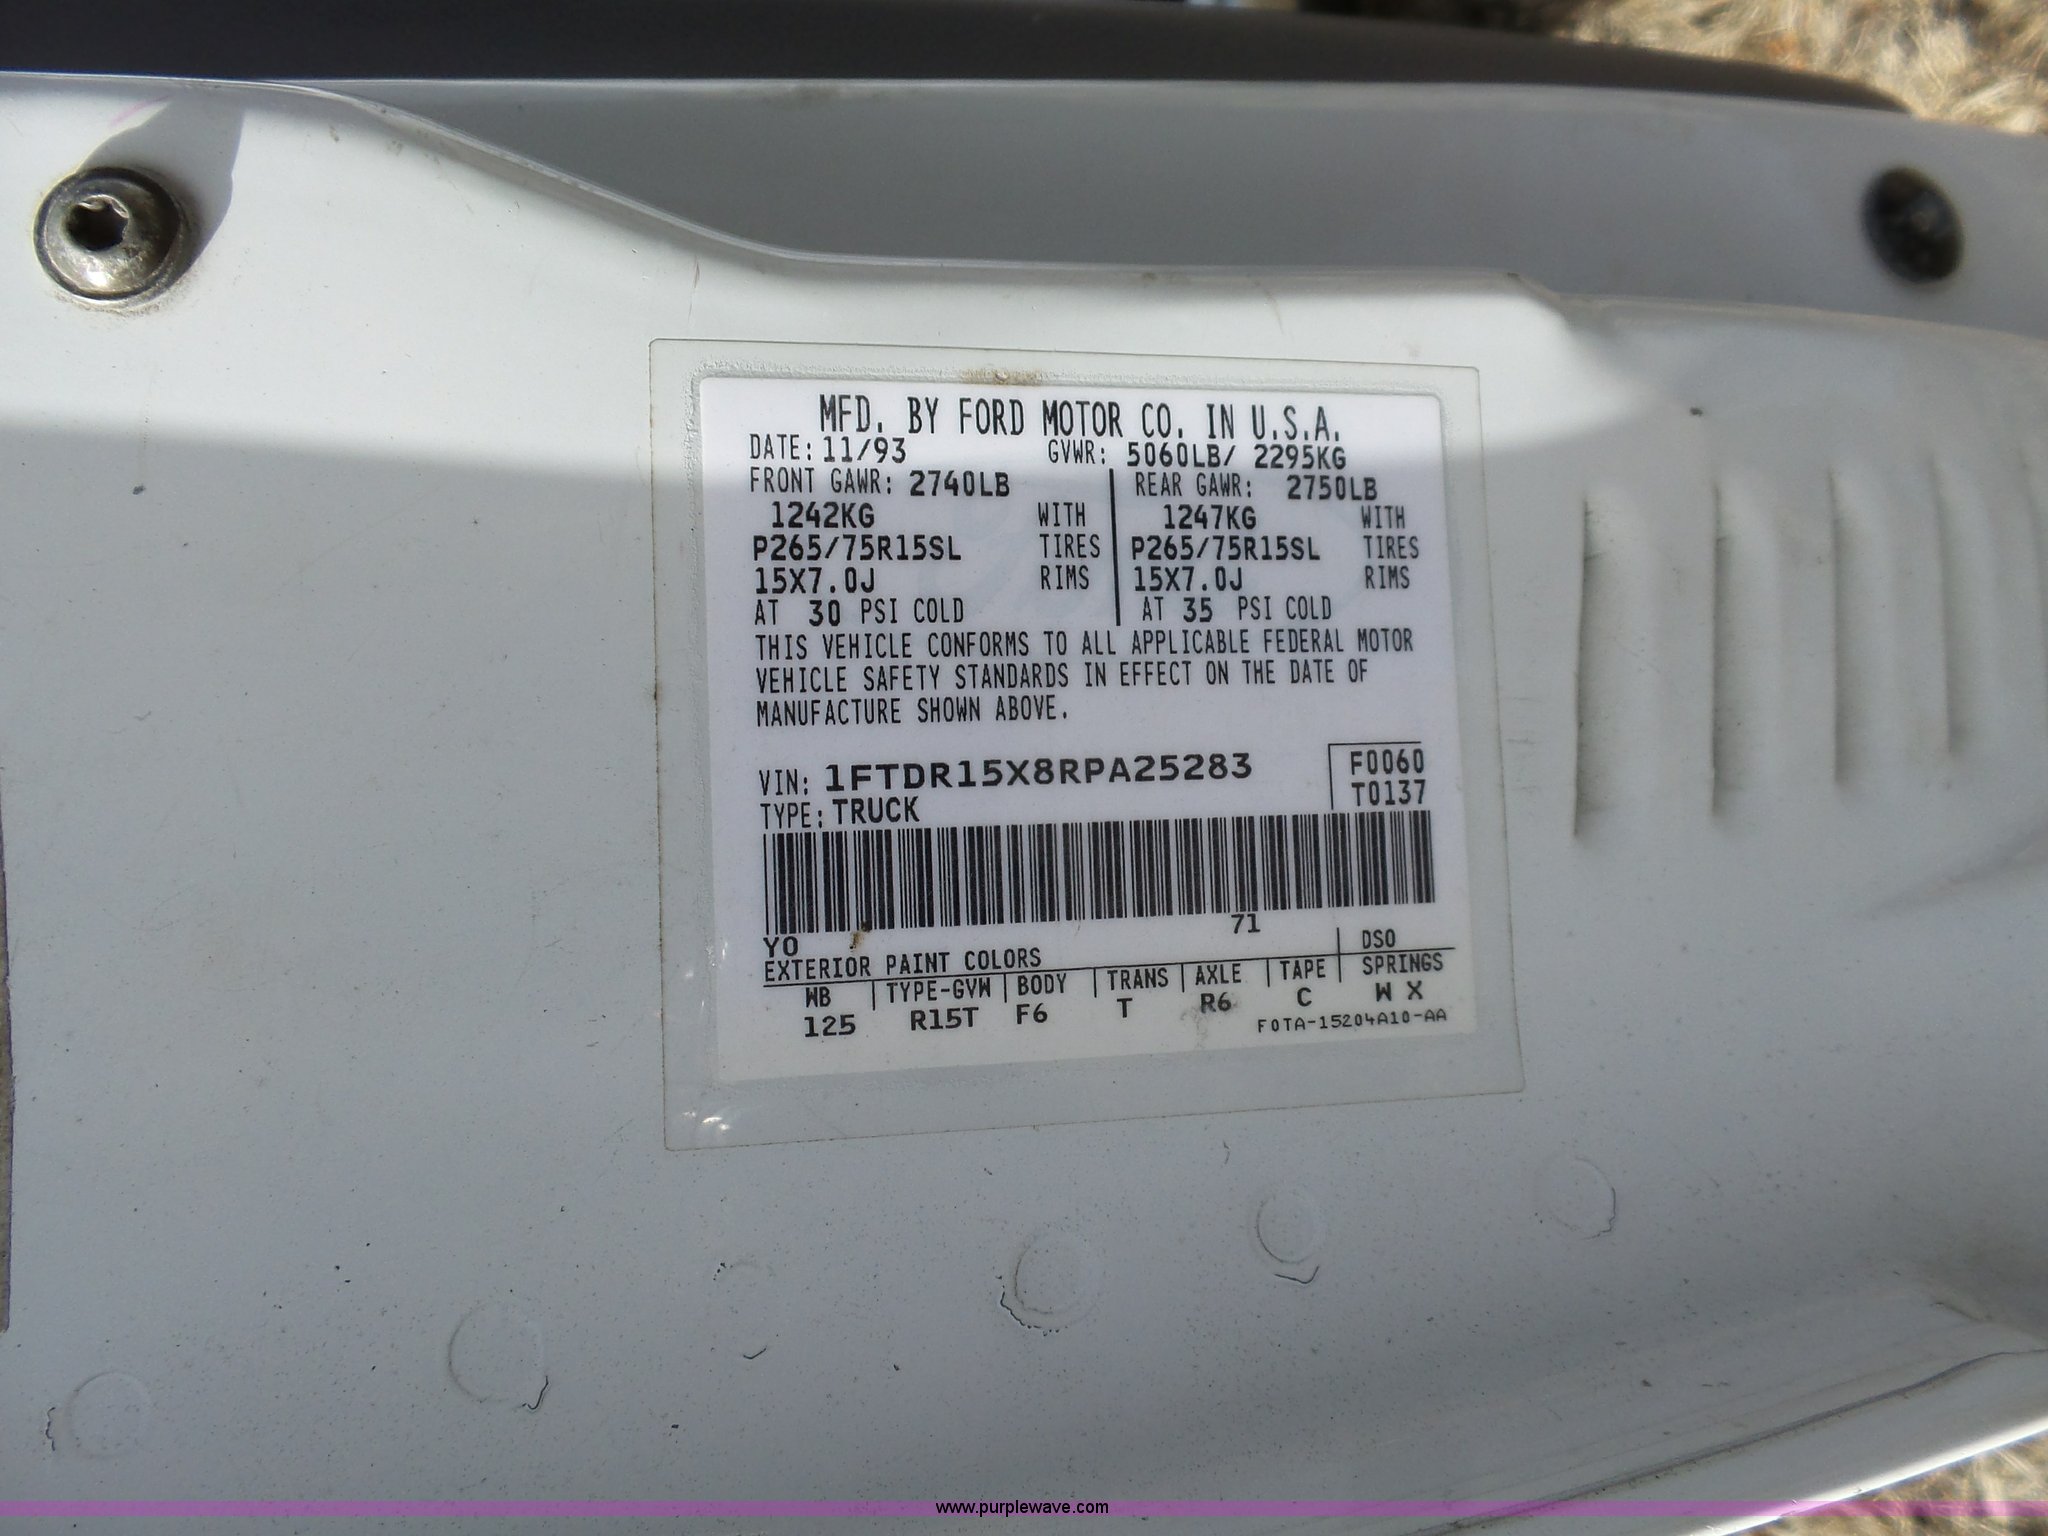 MFD. BY FORD MOTOR CO. IN U.S.A.
DATE: 11/93 GVWR: 5060LB/ 2295KG
FRONT GAWR: 2740LB REAR GAWR: 2750LB
1242KG WITH 1247KG WITH
P265/75R15SL TIRES P265/75R15SL TIRES
15X7.0J RIMS 15X7.0J RIMS
AT 30 PSI COLD AT 35 PSI COLD
THIS VEHICLE CONFORMS TO ALL APPLICABLE FEDERAL MOTOR
VEHICLE SAFETY STANDARDS IN EFFECT ON THE DATE OF
MANUFACTURE SHOWN ABOVE.
VIN: 1FTDR15X8RPA25283 F0060
TYPE: TRUCK T0137
YO 71
EXTERIOR PAINT COLORS DSO
WB TYPE-GVW BODY TRANS AXLE TAPE SPRINGS
125 R15T F6 T R6 C W X
F0TA-15204A10-AA
www.purplewave.com